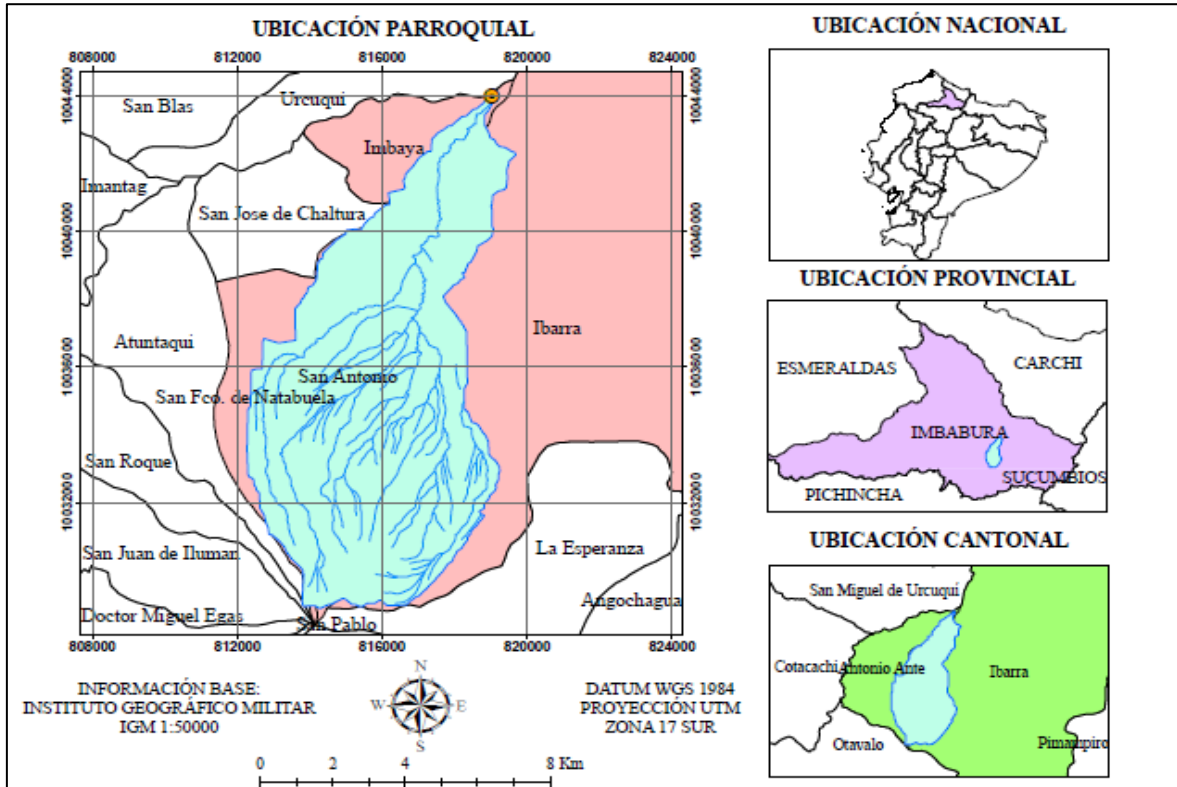 UBICACIÓN PARROQUIAL
808000
812000
816000
820000
824000
10044000
10040000
10036000
10032000
San Blas
Urcuqui
Imbaya
Imantag
San Jose de Chaltura
Atuntaqui
Ibarra
San Antonio
San Fco. de Natabuela
San Roque
San Juan de Iluman
La Esperanza
Doctor Miguel Egas
San Pablo
Angochagua
10044000
10040000
10036000
10032000
808000
812000
816000
820000
824000
INFORMACIÓN BASE:
INSTITUTO GEOGRÁFICO MILITAR
IGM 1:50000
N
W
E
S
DATUM WGS 1984
PROYECCIÓN UTM
ZONA 17 SUR
0 2 4 8 Km
UBICACIÓN NACIONAL
UBICACIÓN PROVINCIAL
ESMERALDAS
CARCHI
IMBABURA
SUCUMBIOS
PICHINCHA
UBICACIÓN CANTONAL
San Miguel de Urcuquí
Cotacachi
Antonio Ante
Ibarra
Otavalo
Pimampiro